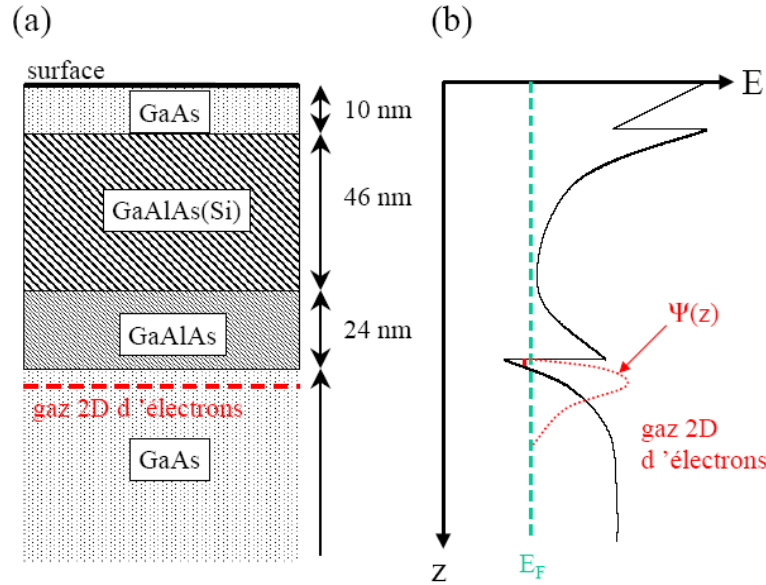 (a)
surface
GaAs
10 nm
GaAlAs(Si)
46 nm
GaAlAs
24 nm
gaz 2D d ’électrons
GaAs
(b)
E
Ψ(z)
gaz 2D
d ’électrons
z
E_F